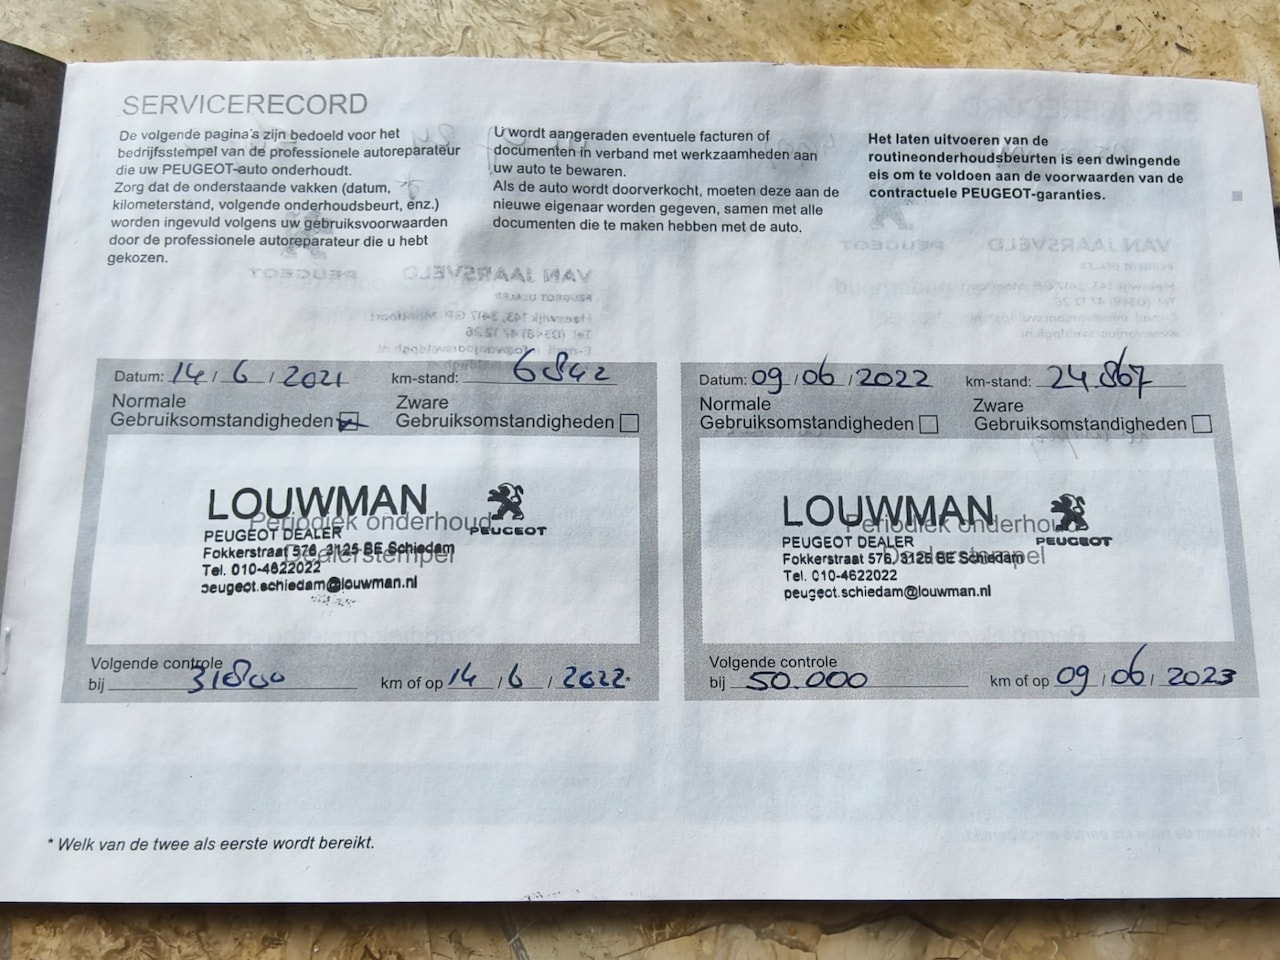 SERVICERECORD
De volgende pagina's zijn bedoeld voor het
bedrijfsstempel van de professionele autoreparateur
die uw PEUGEOT-auto onderhoudt.
Zorg dat de onderstaande vakken (datum,
kilometerstand, volgende onderhoudsbeurt, enz.)
worden ingevuld volgens uw gebruiksvoorwaarden
door de professionele autoreparateur die u hebt
gekozen.
U wordt aangeraden eventuele facturen of
documenten in verband met werkzaamheden aan
uw auto te bewaren.
Als de auto wordt doorverkocht, moeten deze aan de
nieuwe eigenaar worden gegeven, samen met alle
documenten die te maken hebben met de auto.
Het laten uitvoeren van de
routineonderhoudsbeurten is een dwingende
eis om te voldoen aan de voorwaarden van de
contractuele PEUGEOT-garanties.
Datum: 14 / 6 / 2021 km-stand: 6842
Normale
Gebruiksomstandigheden
Zware
Gebruiksomstandigheden
LOUWMAN
PEUGEOT
Periodiek onderhoud
PEUGEOT DEALER
Dealerstempel
Fokkerstraat 576, 3125 BE Schiedam
Tel. 010-4622022
peugeot.schiedam@louwman.nl
Volgende controle
bij 31800 km of op 14 / 6 / 2022*
Datum: 09 / 06 / 2022 km-stand: 24.867
Normale
Gebruiksomstandigheden
Zware
Gebruiksomstandigheden
LOUWMAN
PEUGEOT
Periodiek onderhoud
PEUGEOT DEALER
Dealerstempel
Fokkerstraat 576, 3125 BE Schiedam
Tel. 010-4622022
peugeot.schiedam@louwman.nl
Volgende controle
bij 50.000 km of op 09 / 06 / 2023
* Welk van de twee als eerste wordt bereikt.